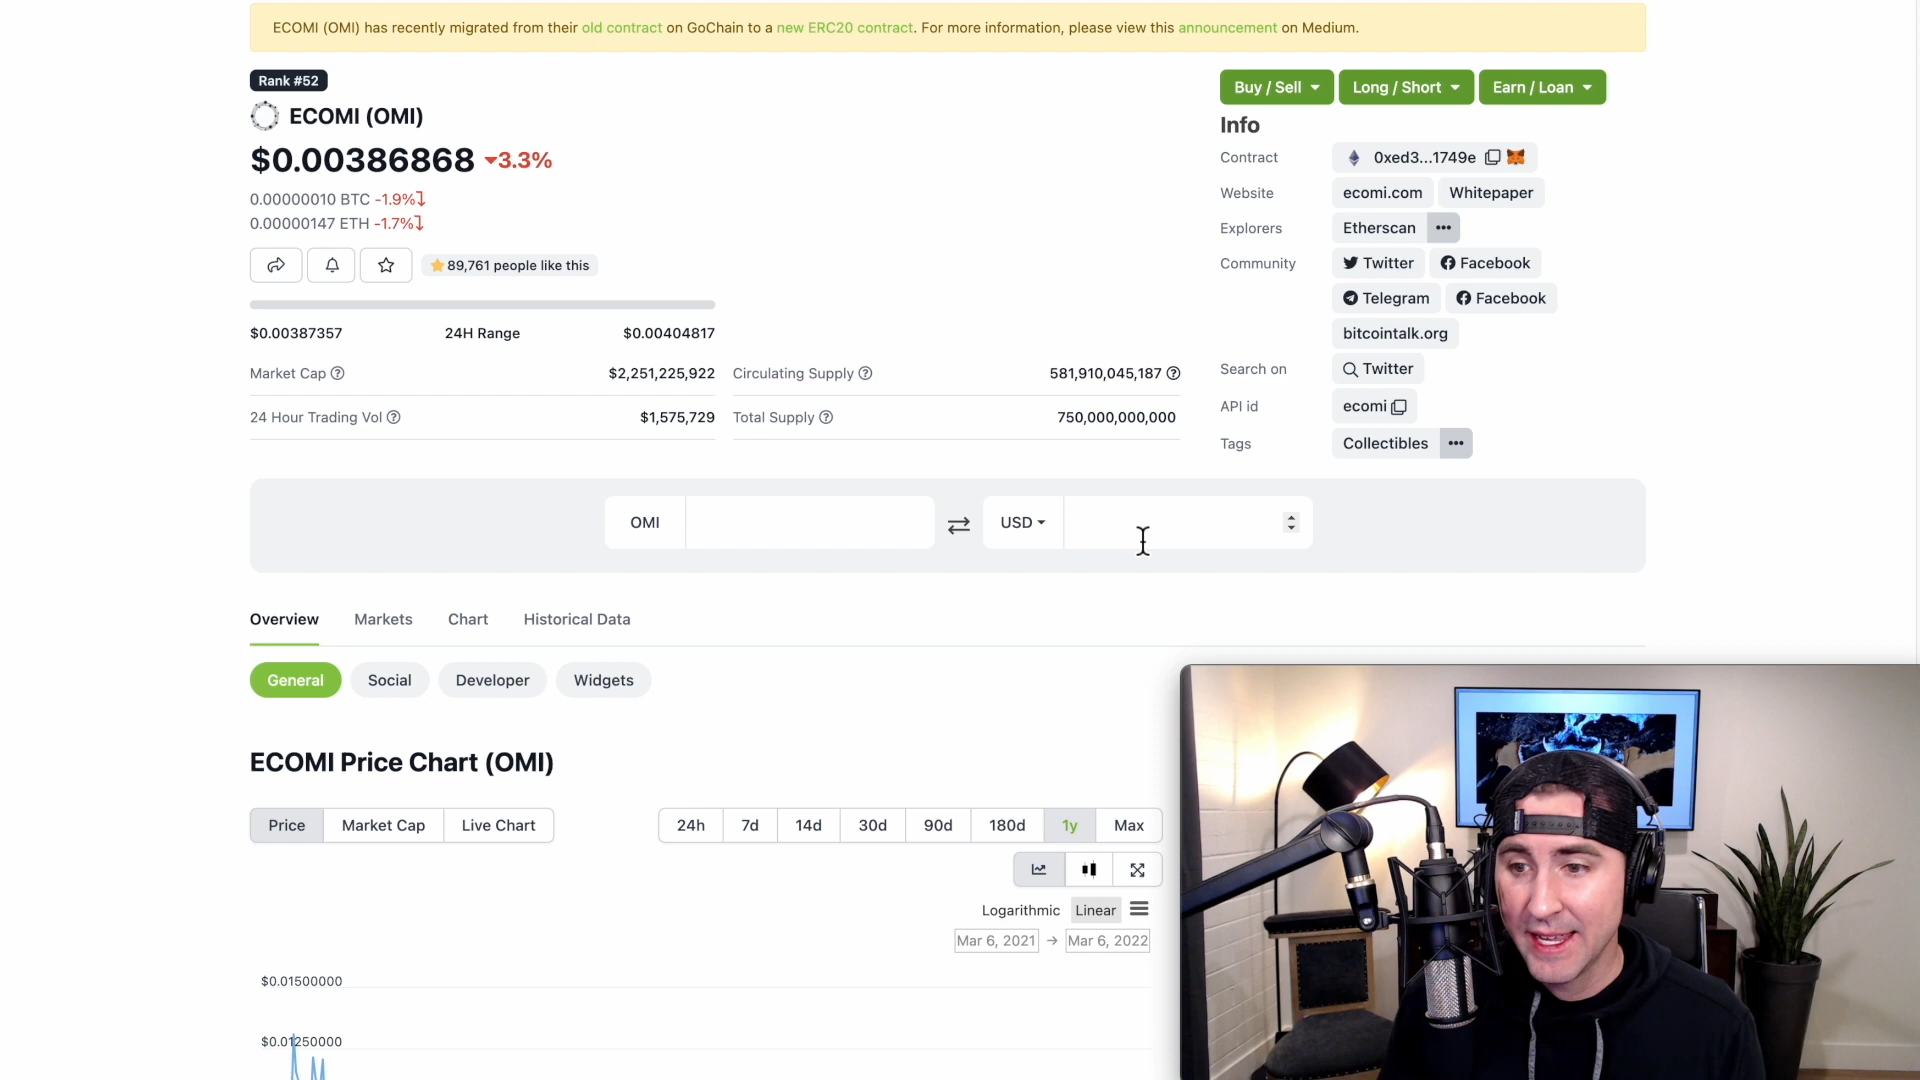 ECOMI (OMI) has recently migrated from their old contract on GoChain to a new ERC20 contract. For more information, please view this announcement on Medium.
Rank #52
ECOMI (OMI)
$0.00386868 3.3%
0.00000010 BTC -1.9%
0.00000147 ETH -1.7%
89,761 people like this
$0.00387357 24H Range $0.00404817
Market Cap $2,251,225,922 Circulating Supply 581,910,045,187
24 Hour Trading Vol $1,575,729 Total Supply 750,000,000,000
Buy / Sell Long / Short Earn / Loan
Info
Contract 0xed3...1749e
Website ecomi.com Whitepaper
Explorers Etherscan
Community Twitter Facebook
Telegram Facebook
bitcointalk.org
Search on Twitter
API id ecomi
Tags Collectibles
OMI USD
Overview Markets Chart Historical Data
General Social Developer Widgets
ECOMI Price Chart (OMI)
Price Market Cap Live Chart 24h 7d 14d 30d 90d 180d 1y Max
Logarithmic Linear
Mar 6, 2021 → Mar 6, 2022
$0.01500000
$0.01250000